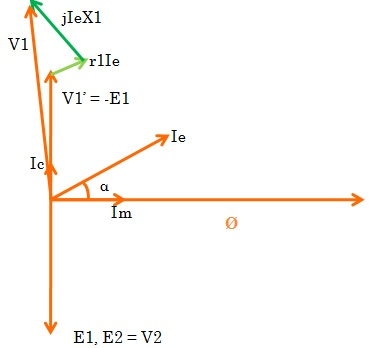 jIeX1
V1
r1Ie
V1' = -E1
Ie
Ic
α
Im
Ø
E1, E2 = V2